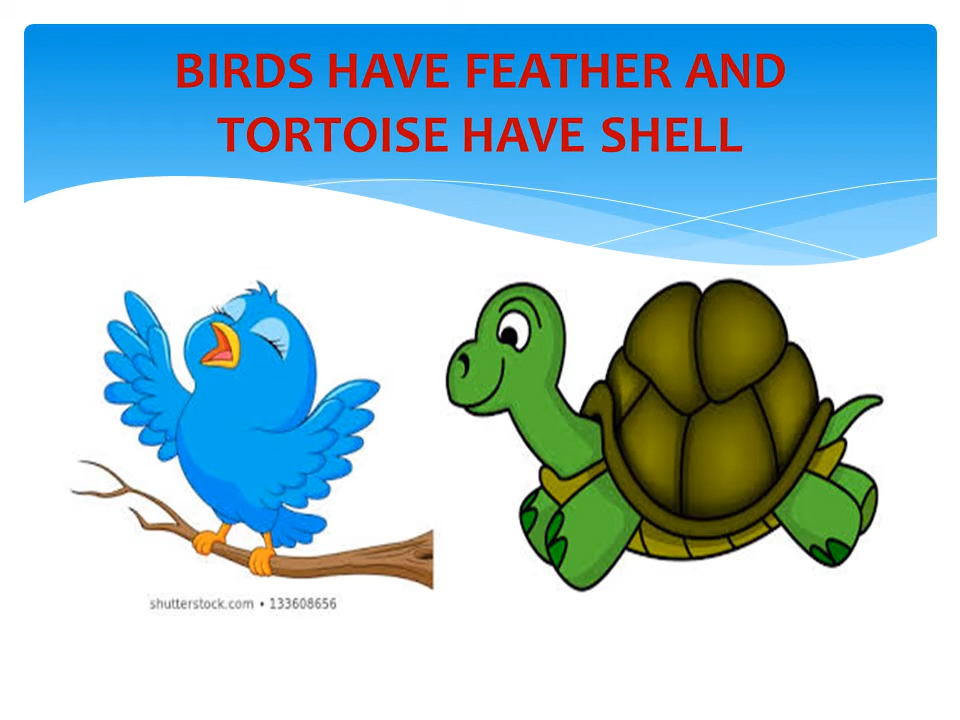 BIRDS HAVE FEATHER AND
TORTOISE HAVE SHELL
shutterstock.com • 133608656